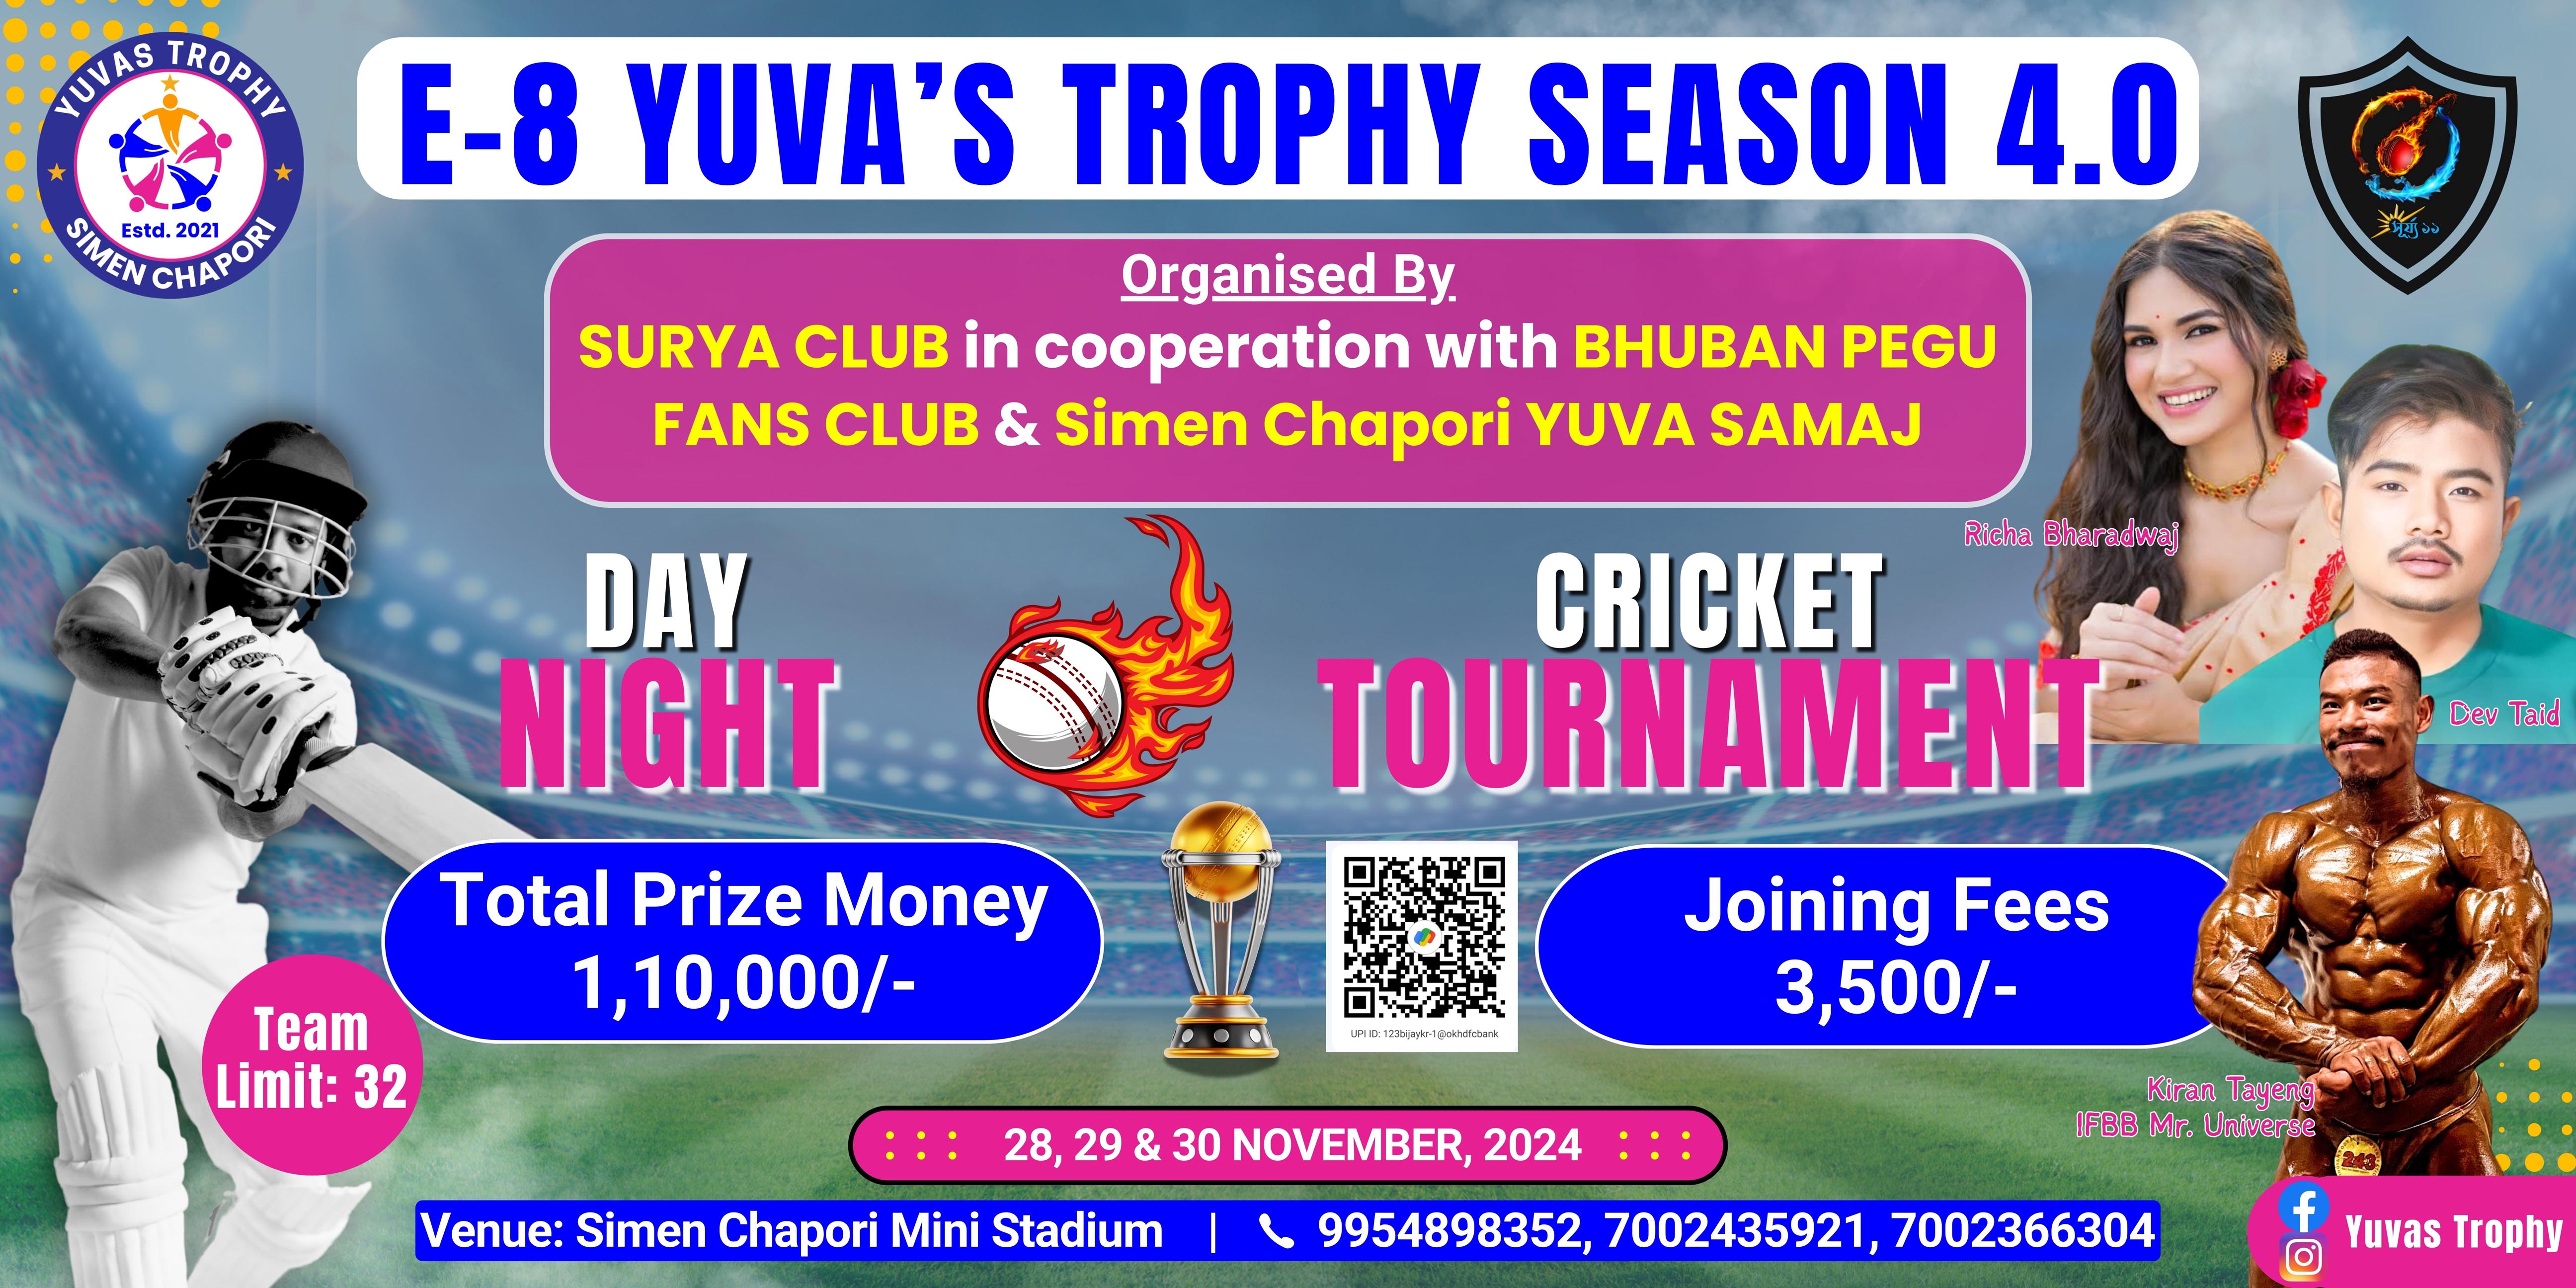 YUVAS TROPHY
Estd. 2021
SIMEN CHAPORI
E-8 YUVA'S TROPHY SEASON 4.0
সূৰ্য্য ১১
Organised By
SURYA CLUB in cooperation with BHUBAN PEGU
FANS CLUB & Simen Chapori YUVA SAMAJ
Richa Bharadwaj
Dev Taid
DAY
NIGHT
CRICKET
TOURNAMENT
Total Prize Money
1,10,000/-
UPI ID: 123bijaykr-1@okhdfcbank
Joining Fees
3,500/-
Team
Limit: 32
Kiran Tayeng
IFBB Mr. Universe
243
28, 29 & 30 NOVEMBER, 2024
Venue: Simen Chapori Mini Stadium | 9954898352, 7002435921, 7002366304
Yuvas Trophy